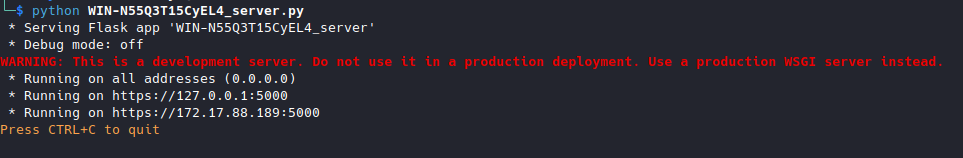 └─$ python WIN-N55Q3T15CyEL4_server.py
* Serving Flask app 'WIN-N55Q3T15CyEL4_server'
* Debug mode: off
WARNING: This is a development server. Do not use it in a production deployment. Use a production WSGI server instead.
* Running on all addresses (0.0.0.0)
* Running on https://127.0.0.1:5000
* Running on https://172.17.88.189:5000
Press CTRL+C to quit